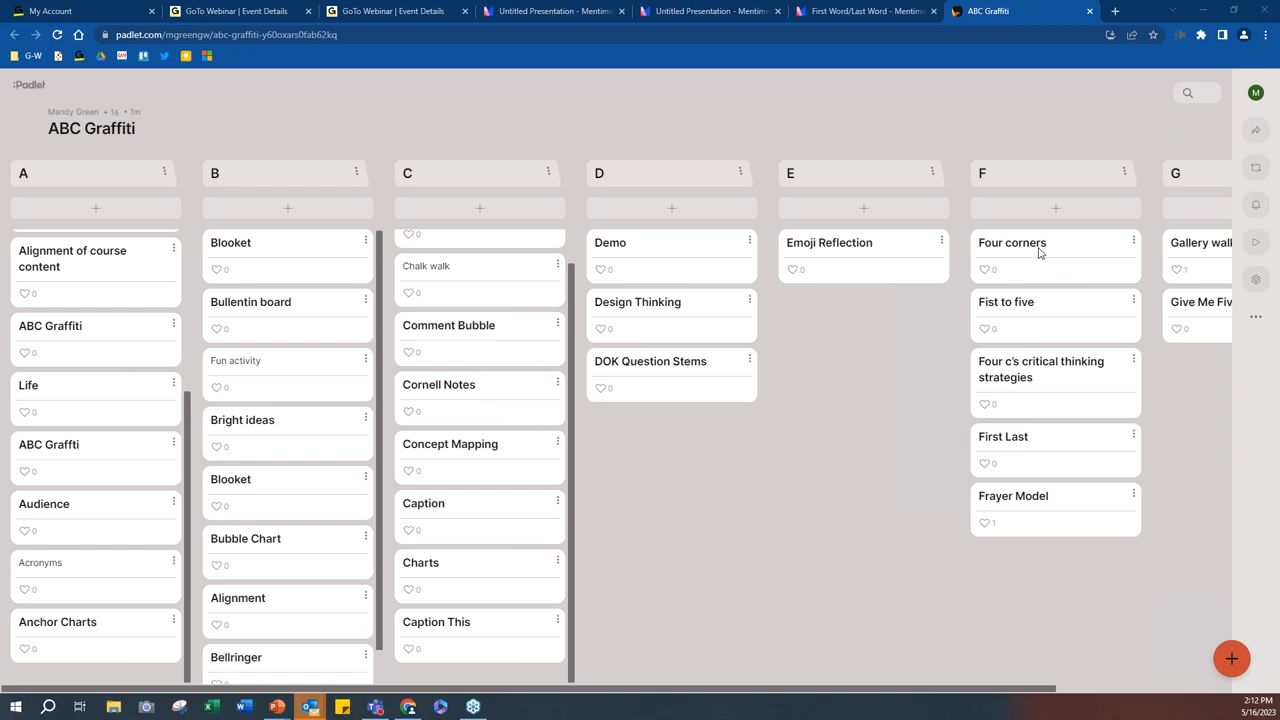 My Account
GoTo Webinar | Event Details
GoTo Webinar | Event Details
Untitled Presentation - Mentime
Untitled Presentation - Mentime
First Word/Last Word - Mentime
ABC Graffiti
padlet.com/mgreengw/abc-graffiti-y60oxars0fab62kq
G-W
:Padlet
Mandy Green + 16 • 1m
ABC Graffiti
M
A
Alignment of course
content
0
ABC Graffiti
0
Life
0
ABC Graffti
0
Audience
0
Acronyms
0
Anchor Charts
0
B
Blooket
0
Bullentin board
0
Fun activity
0
Bright ideas
0
Blooket
0
Bubble Chart
0
Alignment
0
Bellringer
C
0
Chalk walk
0
Comment Bubble
0
Cornell Notes
0
Concept Mapping
0
Caption
0
Charts
0
Caption This
0
D
Demo
0
Design Thinking
0
DOK Question Stems
0
E
Emoji Reflection
0
F
Four corners
0
Fist to five
0
Four c's critical thinking
strategies
0
First Last
0
Frayer Model
1
G
Gallery wall
1
Give Me Fiv
0
2:12 PM
5/16/2023